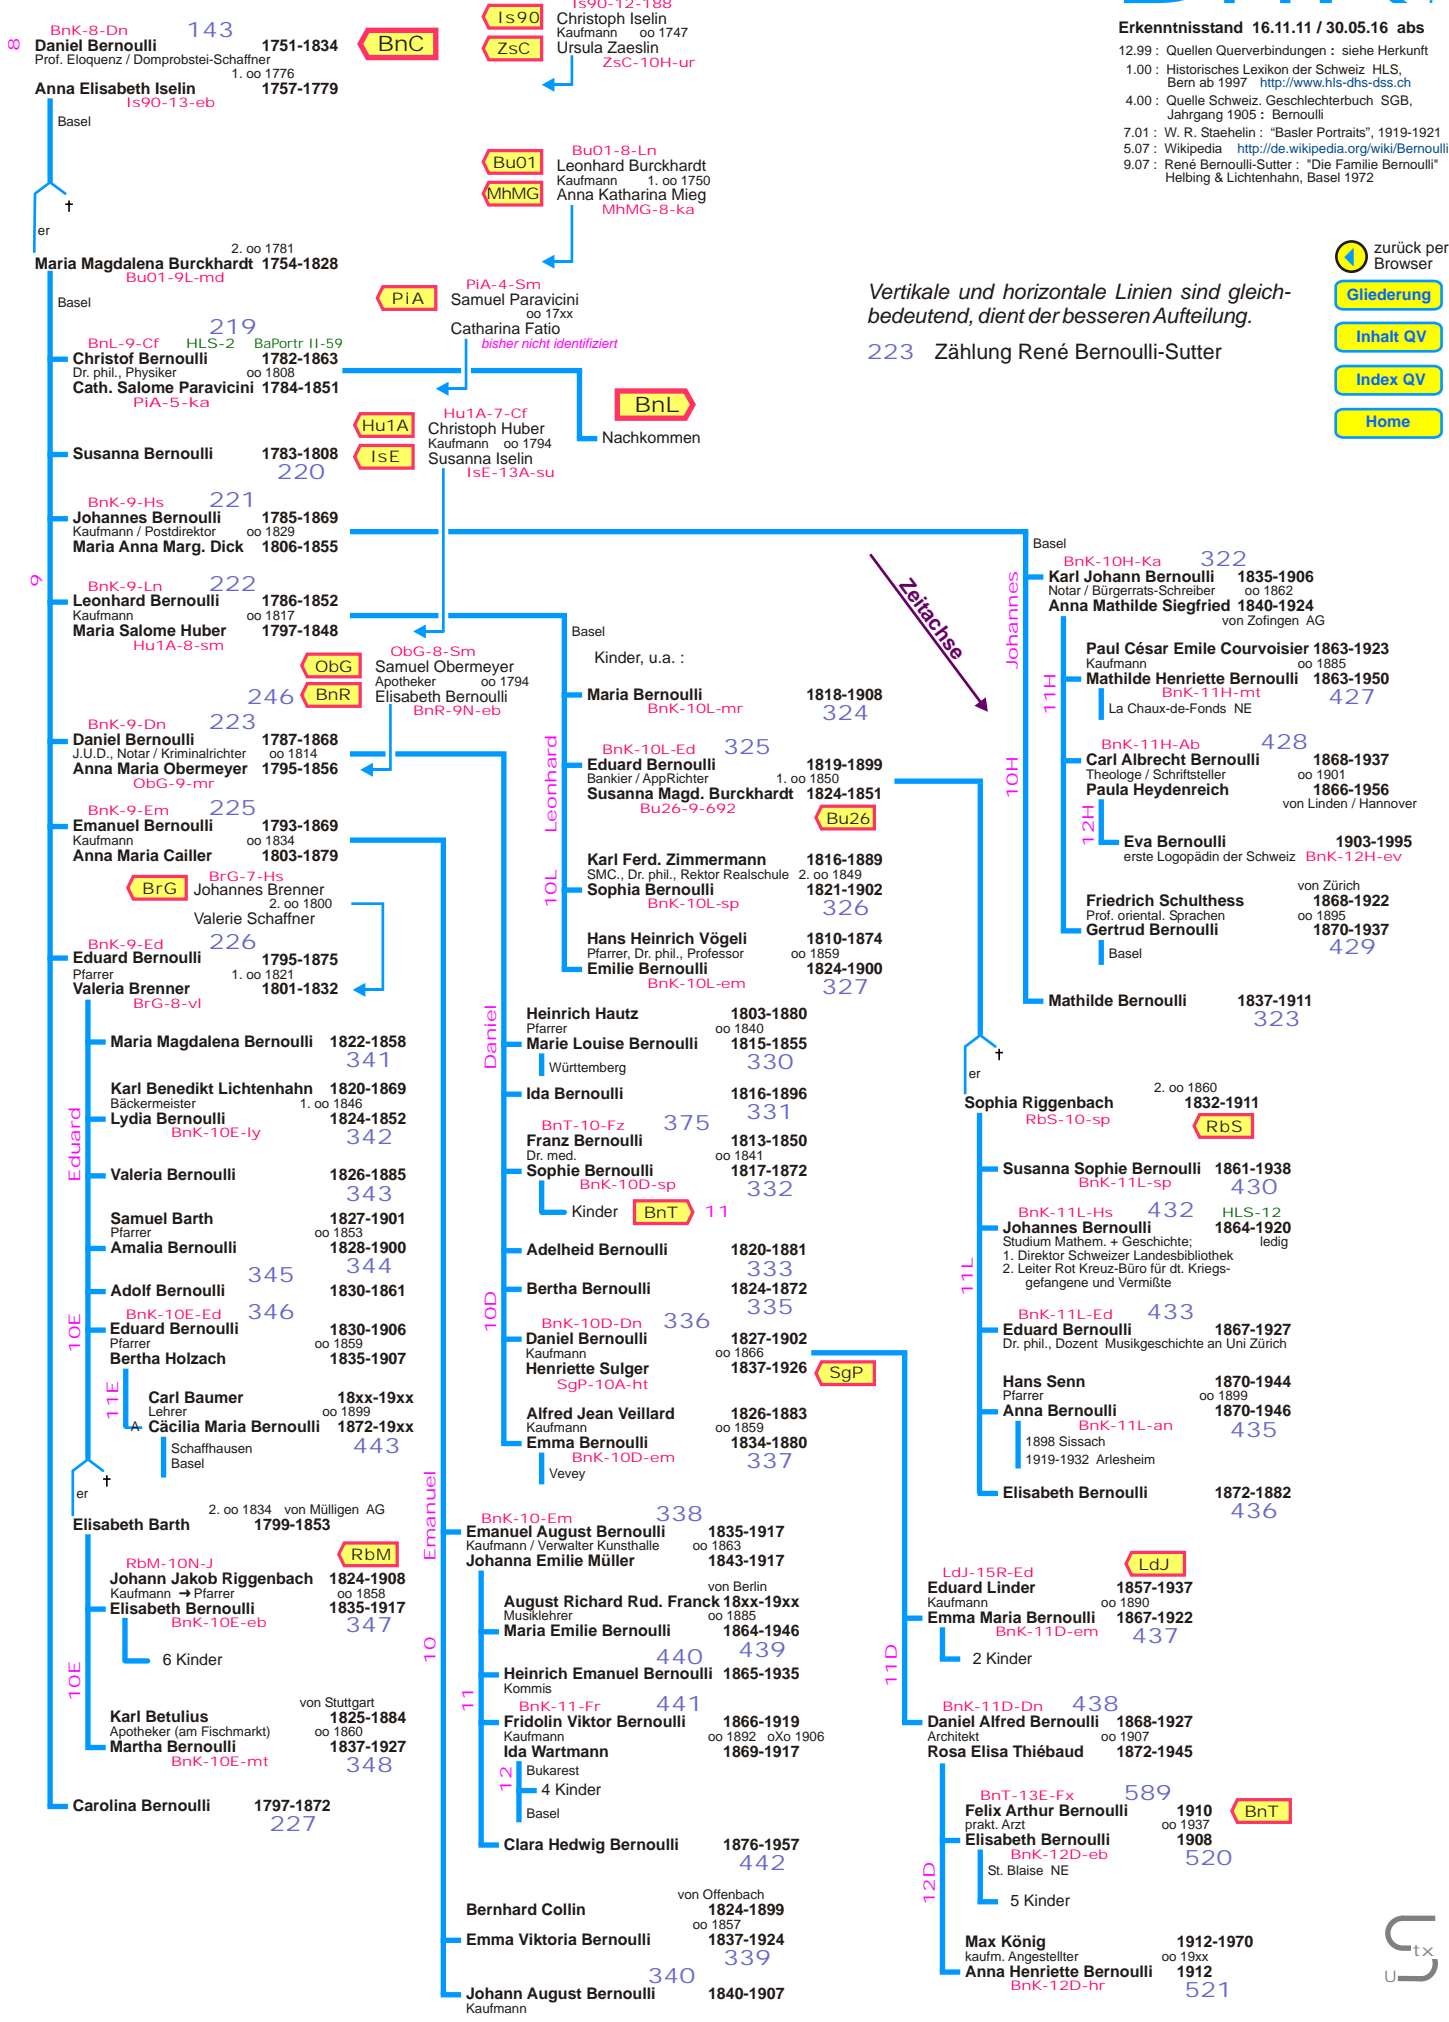 BnK-8-Dn 143
8
Daniel Bernoulli 1751-1834
Prof. Eloquenz / Domprobstei-Schaffner
1. oo 1776
Anna Elisabeth Iselin 1757-1779
Is90-13-eb
Basel
BnC
Is90-12-188
Is90
Christoph Iselin
Kaufmann oo 1747
ZsC
Ursula Zaeslin
ZsC-10H-ur
Erkenntnisstand 16.11.11 / 30.05.16 abs
12.99 : Quellen Querverbindungen : siehe Herkunft
1.00 : Historisches Lexikon der Schweiz HLS,
Bern ab 1997 http://www.hls-dhs-dss.ch
4.00 : Quelle Schweiz. Geschlechterbuch SGB,
Jahrgang 1905 : Bernoulli
7.01 : W. R. Staehelin : "Basler Portraits", 1919-1921
5.07 : Wikipedia http://de.wikipedia.org/wiki/Bernoulli
9.07 : René Bernoulli-Sutter : "Die Familie Bernoulli"
Helbing & Lichtenhahn, Basel 1972
Bu01-8-Ln
Bu01
Leonhard Burckhardt
Kaufmann 1. oo 1750
MhMG
Anna Katharina Mieg
MhMG-8-ka
†
er
2. oo 1781
Maria Magdalena Burckhardt 1754-1828
Bu01-9L-md
Basel
zurück per
Browser
Gliederung
Inhalt QV
Index QV
Home
Vertikale und horizontale Linien sind gleich-
bedeutend, dient der besseren Aufteilung.
223 Zählung René Bernoulli-Sutter
PiA-4-Sm
PiA
Samuel Paravicini
oo 17xx
Catharina Fatio
bisher nicht identifiziert
219
BnL-9-Cf HLS-2 BaPortr II-59
Christof Bernoulli 1782-1863
Dr. phil., Physiker oo 1808
Cath. Salome Paravicini 1784-1851
PiA-5-ka
BnL
Nachkommen
Hu1A-7-Cf
Hu1A
Christoph Huber
Kaufmann oo 1794
IsE
Susanna Iselin
IsE-13A-su
Susanna Bernoulli 1783-1808
220
BnK-9-Hs 221
Johannes Bernoulli 1785-1869
Kaufmann / Postdirektor oo 1829
Maria Anna Marg. Dick 1806-1855
9
BnK-9-Ln 222
Leonhard Bernoulli 1786-1852
Kaufmann oo 1817
Maria Salome Huber 1797-1848
Hu1A-8-sm
ObG-8-Sm
ObG
Samuel Obermeyer
Apotheker oo 1794
246 BnR
Elisabeth Bernoulli
BnR-9N-eb
BnK-9-Dn 223
Daniel Bernoulli 1787-1868
J.U.D., Notar / Kriminalrichter oo 1814
Anna Maria Obermeyer 1795-1856
ObG-9-mr
BnK-9-Em 225
Emanuel Bernoulli 1793-1869
Kaufmann oo 1834
Anna Maria Cailler 1803-1879
BrG-7-Hs
BrG
Johannes Brenner
2. oo 1800
Valerie Schaffner
BnK-9-Ed 226
Eduard Bernoulli 1795-1875
Pfarrer 1. oo 1821
Valeria Brenner 1801-1832
BrG-8-vl
Maria Magdalena Bernoulli 1822-1858
341
Karl Benedikt Lichtenhahn 1820-1869
Bäckermeister 1. oo 1846
Lydia Bernoulli 1824-1852
BnK-10E-ly 342
Eduard
Valeria Bernoulli 1826-1885
343
Samuel Barth 1827-1901
Pfarrer oo 1853
Amalia Bernoulli 1828-1900
344
345
Adolf Bernoulli 1830-1861
BnK-10E-Ed 346
10E
Eduard Bernoulli 1830-1906
Pfarrer oo 1859
Bertha Holzach 1835-1907
11E
Carl Baumer 18xx-19xx
Lehrer oo 1899
A
Cäcilia Maria Bernoulli 1872-19xx
443
Schaffhausen
Basel
†
er
2. oo 1834 von Mülligen AG
Elisabeth Barth 1799-1853
RbM-10N-J
RbM
Johann Jakob Riggenbach 1824-1908
Kaufmann → Pfarrer oo 1858
Elisabeth Bernoulli 1835-1917
BnK-10E-eb 347
6 Kinder
10E
von Stuttgart
Karl Betulius 1825-1884
Apotheker (am Fischmarkt) oo 1860
Martha Bernoulli 1837-1927
BnK-10E-mt 348
Carolina Bernoulli 1797-1872
227
Zeitachse
Basel
Kinder, u.a. :
Maria Bernoulli 1818-1908
BnK-10L-mr 324
Leonhard
BnK-10L-Ed 325
Eduard Bernoulli 1819-1899
Bankier / AppRichter 1. oo 1850
Susanna Magd. Burckhardt 1824-1851
Bu26-9-692
Bu26
10L
Karl Ferd. Zimmermann 1816-1889
SMC., Dr. phil., Rektor Realschule 2. oo 1849
Sophia Bernoulli 1821-1902
BnK-10L-sp 326
Hans Heinrich Vögeli 1810-1874
Pfarrer, Dr. phil., Professor oo 1859
Emilie Bernoulli 1824-1900
BnK-10L-em 327
Daniel
Heinrich Hautz 1803-1880
Pfarrer oo 1840
Marie Louise Bernoulli 1815-1855
330
Württemberg
Ida Bernoulli 1816-1896
331
BnT-10-Fz 375
Franz Bernoulli 1813-1850
Dr. med. oo 1841
Sophie Bernoulli 1817-1872
BnK-10D-sp 332
Kinder BnT 11
Adelheid Bernoulli 1820-1881
333
Bertha Bernoulli 1824-1872
335
10D
BnK-10D-Dn 336
Daniel Bernoulli 1827-1902
Kaufmann oo 1866
Henriette Sulger 1837-1926
SgP-10A-ht
SgP
Alfred Jean Veillard 1826-1883
Kaufmann oo 1859
Emma Bernoulli 1834-1880
BnK-10D-em 337
Vevey
Emanuel
BnK-10-Em 338
Emanuel August Bernoulli 1835-1917
Kaufmann / Verwalter Kunsthalle oo 1863
Johanna Emilie Müller 1843-1917
von Berlin
August Richard Rud. Franck 18xx-19xx
Musiklehrer oo 1885
Maria Emilie Bernoulli 1864-1946
439
10
440
Heinrich Emanuel Bernoulli 1865-1935
Kommis
11
BnK-11-Fr 441
Fridolin Viktor Bernoulli 1866-1919
Kaufmann oo 1892 oXo 1906
Ida Wartmann 1869-1917
12
Bukarest
4 Kinder
Basel
Clara Hedwig Bernoulli 1876-1957
442
von Offenbach
Bernhard Collin 1824-1899
oo 1857
Emma Viktoria Bernoulli 1837-1924
339
340
Johann August Bernoulli 1840-1907
Kaufmann
Johannes
10H
Basel
BnK-10H-Ka 322
Karl Johann Bernoulli 1835-1906
Notar / Bürgerrats-Schreiber oo 1862
Anna Mathilde Siegfried 1840-1924
von Zofingen AG
11H
Paul César Emile Courvoisier 1863-1923
Kaufmann oo 1885
Mathilde Henriette Bernoulli 1863-1950
BnK-11H-mt 427
La Chaux-de-Fonds NE
BnK-11H-Ab 428
Carl Albrecht Bernoulli 1868-1937
Theologe / Schriftsteller oo 1901
Paula Heydenreich 1866-1956
von Linden / Hannover
12H
Eva Bernoulli 1903-1995
erste Logopädin der Schweiz BnK-12H-ev
von Zürich
Friedrich Schulthess 1868-1922
Prof. oriental. Sprachen oo 1895
Gertrud Bernoulli 1870-1937
429
Basel
Mathilde Bernoulli 1837-1911
323
†
er
2. oo 1860
Sophia Riggenbach 1832-1911
RbS-10-sp
RbS
Susanna Sophie Bernoulli 1861-1938
BnK-11L-sp 430
BnK-11L-Hs 432 HLS-12
Johannes Bernoulli 1864-1920
Studium Mathem. + Geschichte; ledig
1. Direktor Schweizer Landesbibliothek
2. Leiter Rot Kreuz-Büro für dt. Kriegs-
gefangene und Vermißte
11L
BnK-11L-Ed 433
Eduard Bernoulli 1867-1927
Dr. phil., Dozent Musikgeschichte an Uni Zürich
Hans Senn 1870-1944
Pfarrer oo 1899
Anna Bernoulli 1870-1946
BnK-11L-an 435
1898 Sissach
1919-1932 Arlesheim
Elisabeth Bernoulli 1872-1882
436
LdJ
LdJ-15R-Ed
Eduard Linder 1857-1937
Kaufmann oo 1890
Emma Maria Bernoulli 1867-1922
BnK-11D-em 437
2 Kinder
11D
BnK-11D-Dn 438
Daniel Alfred Bernoulli 1868-1927
Architekt oo 1907
Rosa Elisa Thiébaud 1872-1945
BnT-13E-Fx 589
Felix Arthur Bernoulli 1910
BnT
prakt. Arzt oo 1937
Elisabeth Bernoulli 1908
BnK-12D-eb 520
St. Blaise NE
5 Kinder
12D
Max König 1912-1970
kaufm. Angestellter oo 19xx
Anna Henriette Bernoulli 1912
BnK-12D-hr 521
tx
U